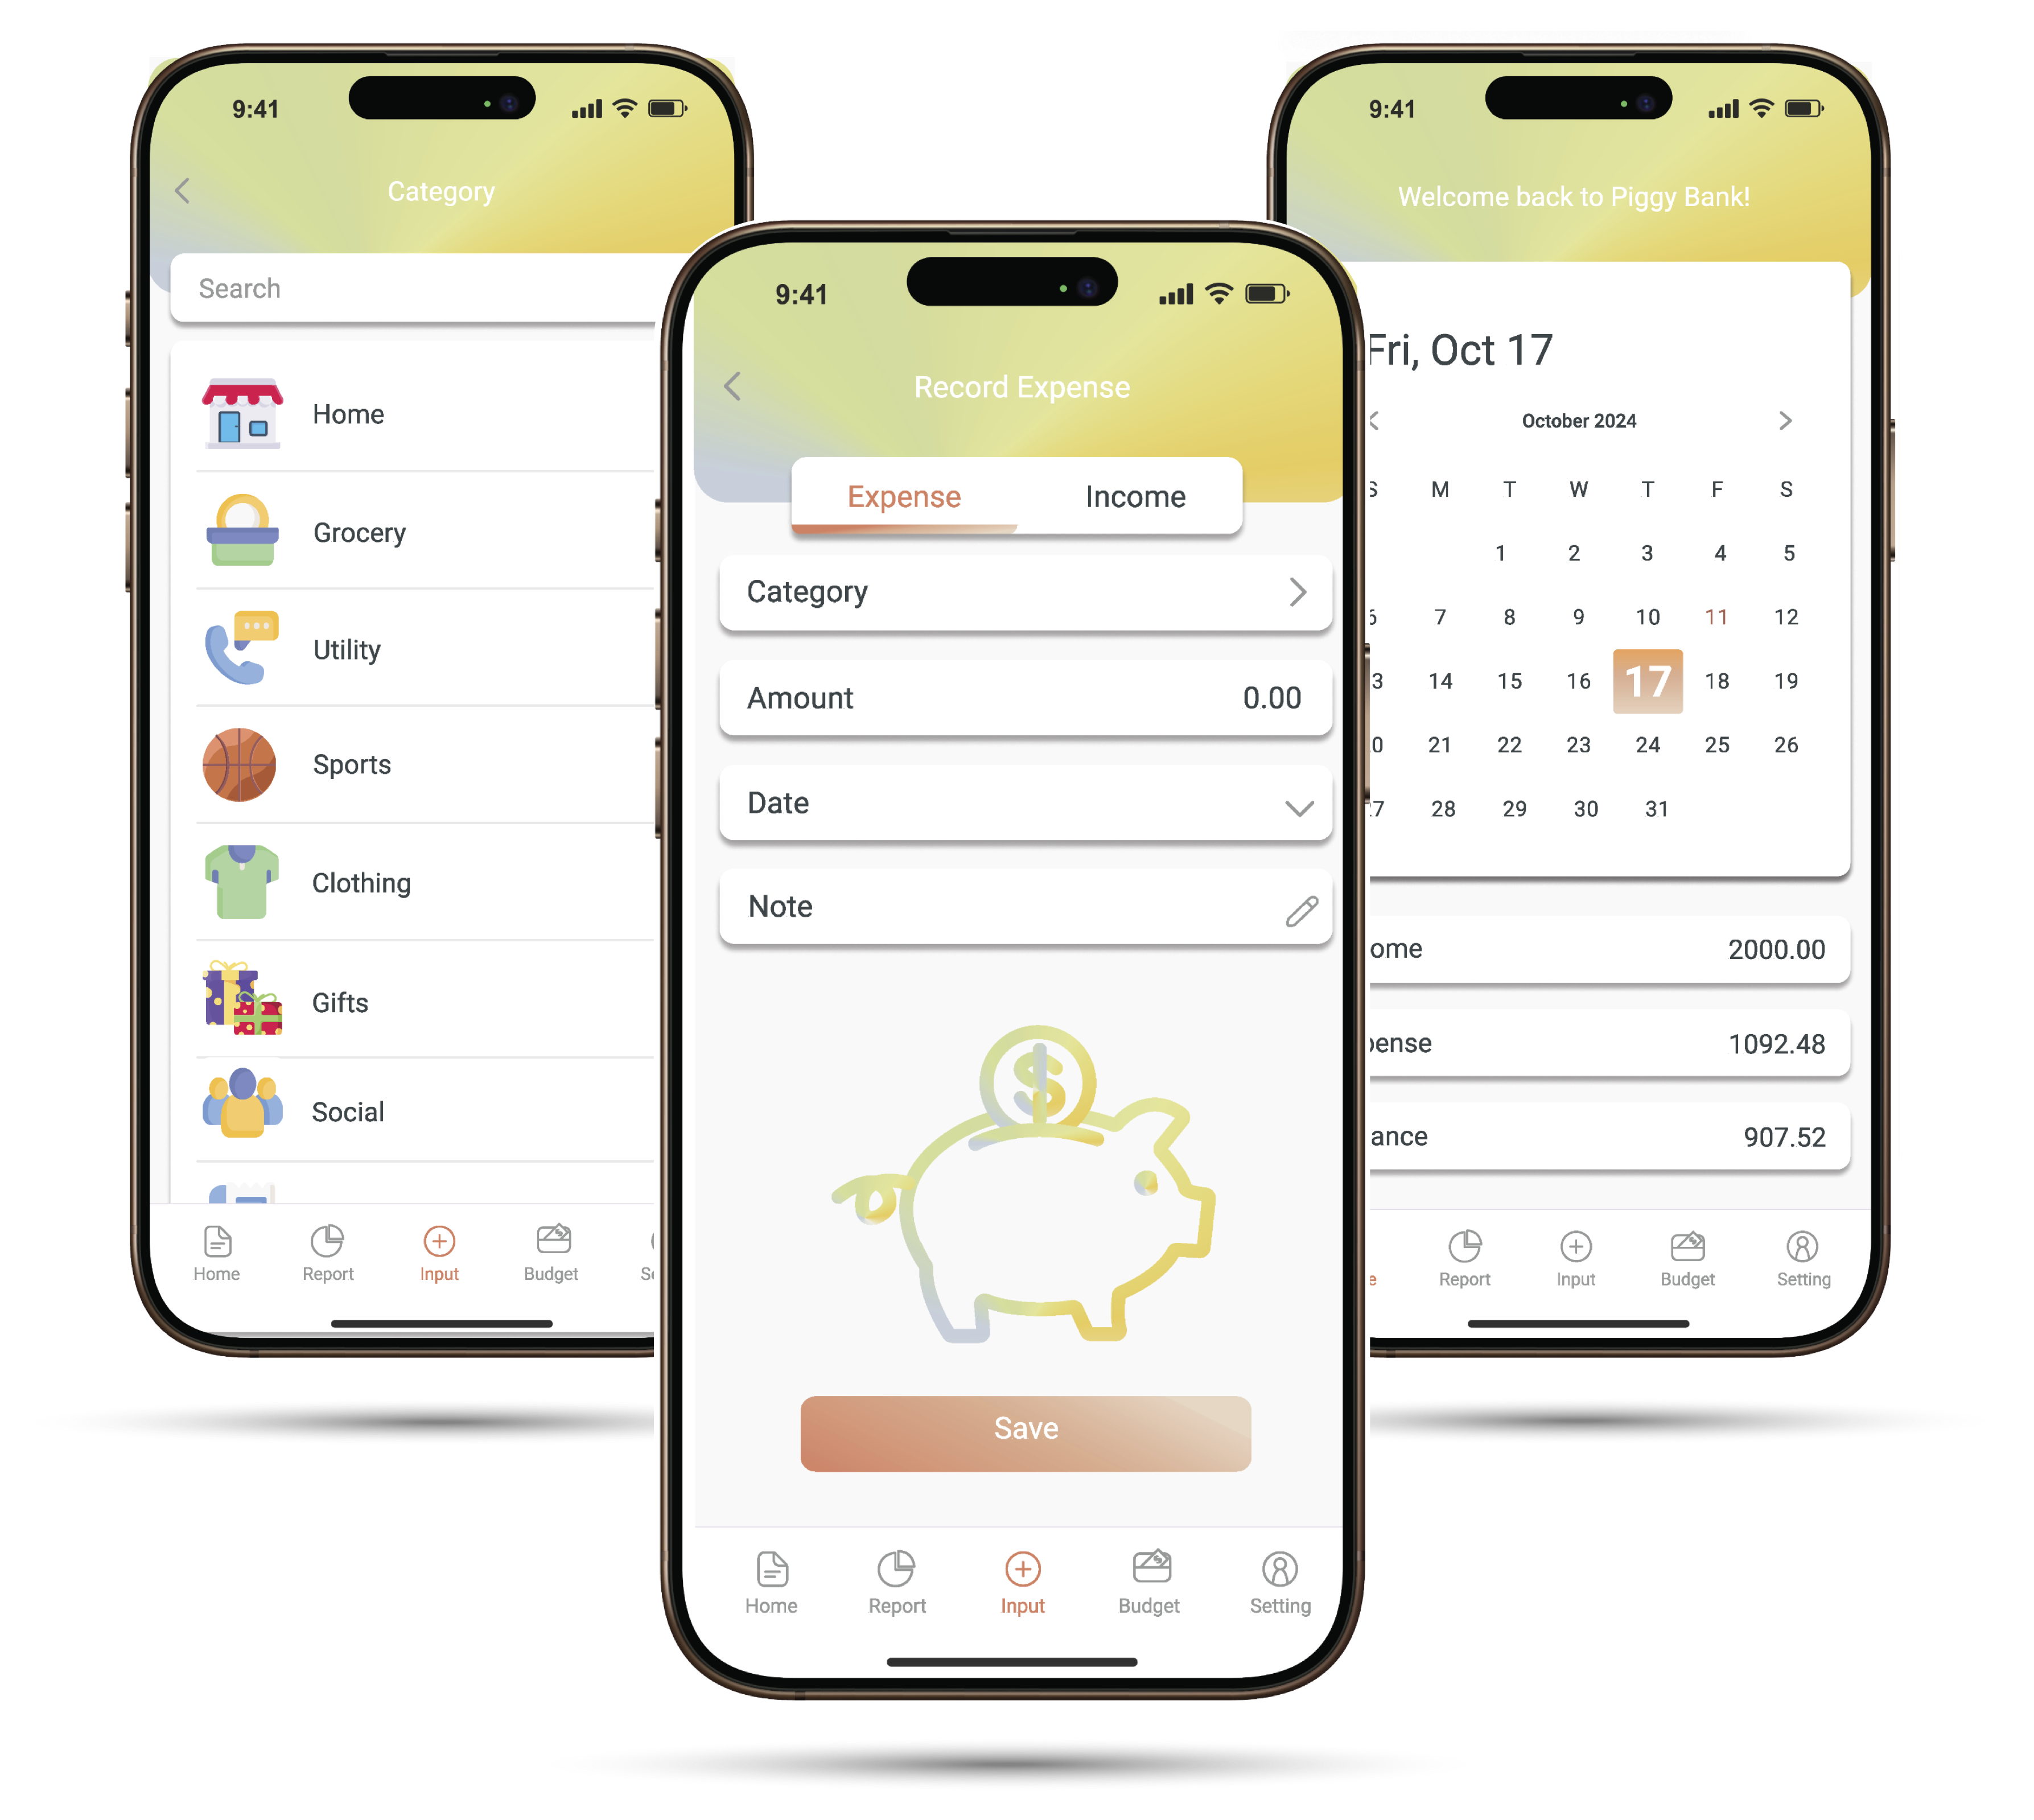 9:41
Category
Search
Home
Grocery
Utility
Sports
Clothing
Gifts
Social
Home Report Input Budget
9:41
Record Expense
Expense Income
Category
Amount 0.00
Date
Note
$
Save
Home Report Input Budget Setting
9:41
Welcome back to Piggy Bank!
Fri, Oct 17
October 2024
S M T W T F S
1 2 3 4 5
6 7 8 9 10 11 12
3 14 15 16 17 18 19
0 21 22 23 24 25 26
7 28 29 30 31
ome 2000.00
pense 1092.48
ance 907.52
e Report Input Budget Setting